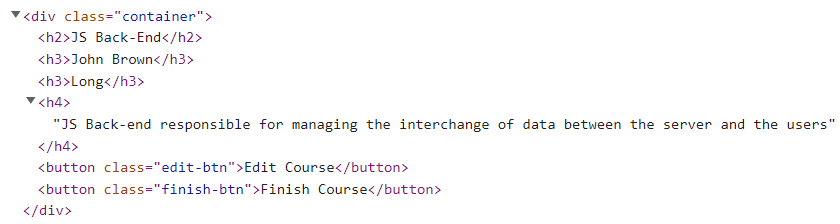 <div class="container">
<h2>JS Back-End</h2>
<h3>John Brown</h3>
<h3>Long</h3>
<h4>
"JS Back-end responsible for managing the interchange of data between the server and the users"
</h4>
<button class="edit-btn">Edit Course</button>
<button class="finish-btn">Finish Course</button>
</div>